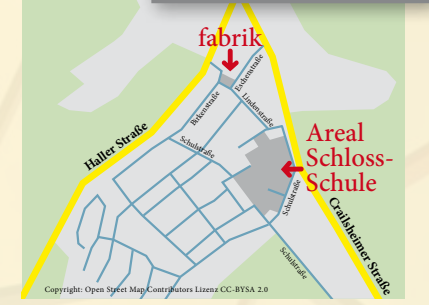 fabrik
Eschenstraße
Birkenstraße
Lindenstraße
Haller Straße
Schulstraße
Areal
Schloss-
Schule
Schulstraße
Crailsheimer Straße
Schulstraße
Copyright: Open Street Map Contributors Lizenz CC-BYSA 2.0